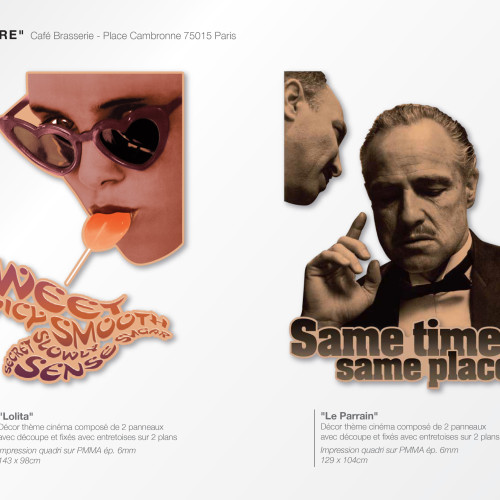 RE" Café Brasserie - Place Cambronne 75015 Paris
WEET
ICY SMOOTH
SECRET SLOWLY SUGAR
SENSE
Same time
same place
"Lolita"
Décor thème cinéma composé de 2 panneaux
avec découpe et fixés avec entretoises sur 2 plans
Impression quadri sur PMMA ép. 6mm
143 x 98cm
"Le Parrain"
Décor thème cinéma composé de 2 panneaux
avec découpe et fixés avec entretoises sur 2 plans
Impression quadri sur PMMA ép. 6mm
129 x 104cm